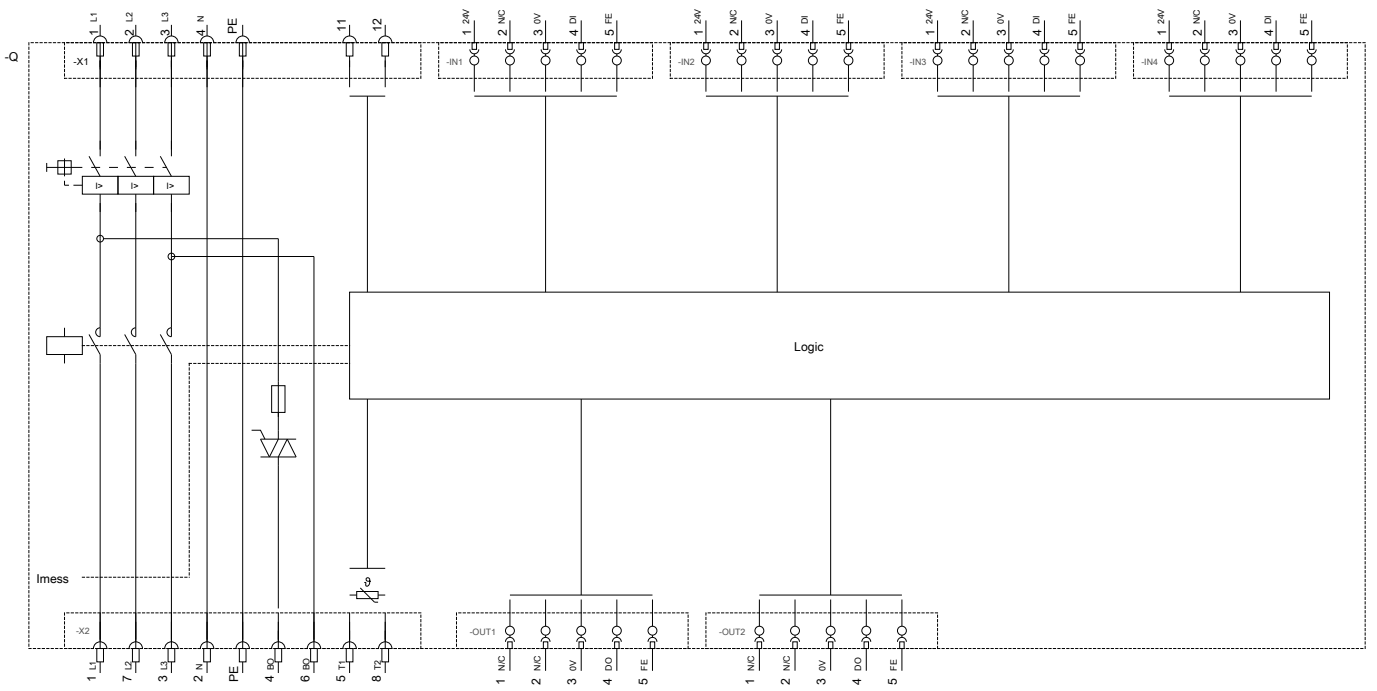 1 L1
2 L2
3 L3
4 N
PE
11
12
1 24V
2 N/C
3 0V
4 DI
5 FE
1 24V
2 N/C
3 0V
4 DI
5 FE
1 24V
2 N/C
3 0V
4 DI
5 FE
1 24V
2 N/C
3 0V
4 DI
5 FE
-Q
-X1
-IN1
-IN2
-IN3
-IN4
I>
I>
I>
Logic
Imess
ϑ
-X2
-OUT1
-OUT2
1 L1
7 L2
3 L3
2 N
PE
4 BO
6 BO
5 T1
8 T2
1 N/C
2 N/C
3 0V
4 DO
5 FE
1 N/C
2 N/C
3 0V
4 DO
5 FE